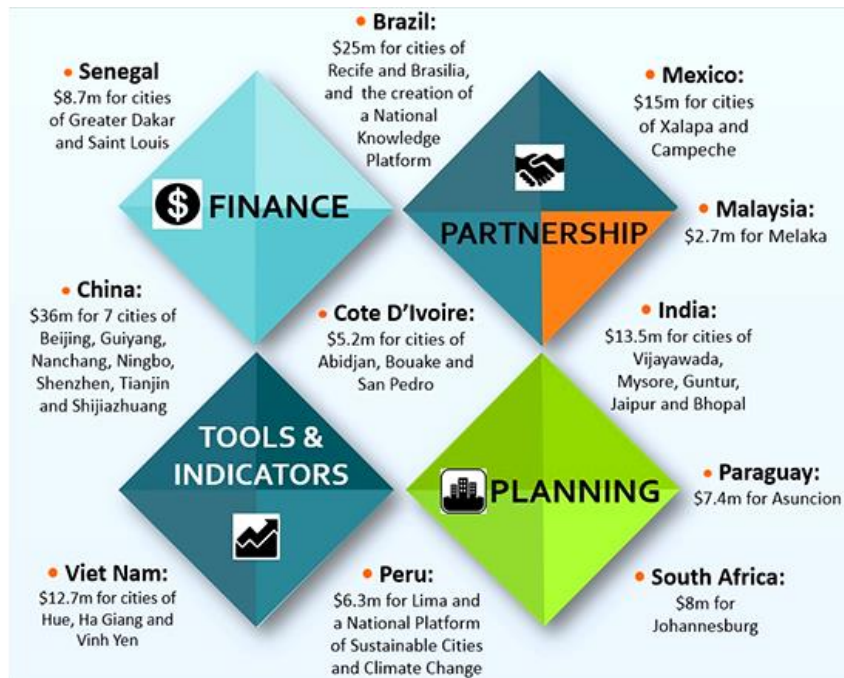 Brazil:
$25m for cities of
Recife and Brasilia,
and the creation of
a National
Knowledge
Platform
Senegal
$8.7m for cities
of Greater Dakar
and Saint Louis
Mexico:
$15m for cities
of Xalapa and
Campeche
$ FINANCE
PARTNERSHIP
Malaysia:
$2.7m for Melaka
China:
$36m for 7 cities of
Beijing, Guiyang,
Nanchang, Ningbo,
Shenzhen, Tianjin
and Shijiazhuang
Cote D'Ivoire:
$5.2m for cities of
Abidjan, Bouake and
San Pedro
India:
$13.5m for cities of
Vijayawada,
Mysore, Guntur,
Jaipur and Bhopal
TOOLS &
INDICATORS
PLANNING
Paraguay:
$7.4m for Asuncion
Viet Nam:
$12.7m for cities of
Hue, Ha Giang and
Vinh Yen
Peru:
$6.3m for Lima and
a National Platform
of Sustainable Cities
and Climate Change
South Africa:
$8m for
Johannesburg